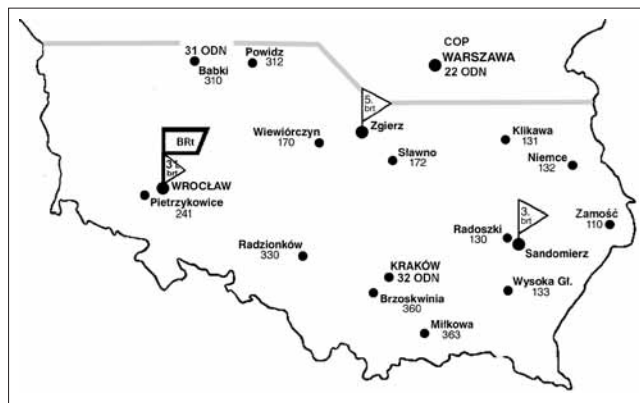 COP
WARSZAWA
22 ODN
31 ODN
Babki
310
Powidz
312
5.
brt
Zgierz
Wiewiórczyn
170
Sławno
172
Klikawa
131
Niemce
132
BRt
31.
brt
WROCŁAW
Pietrzykowice
241
3.
brt
Zamość
110
Radoszki
130
Sandomierz
Radzionków
330
KRAKÓW
32 ODN
Brzoskwinia
360
Wysoka Gł.
133
Miłkowa
363